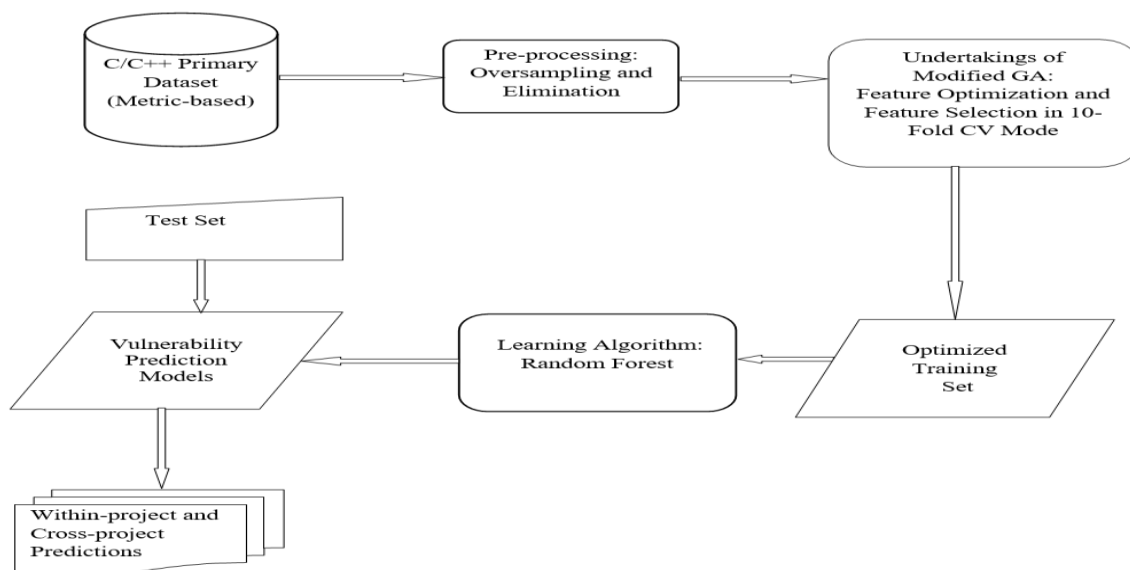 C/C++ Primary
Dataset
(Metric-based)
Pre-processing:
Oversampling and
Elimination
Undertakings of
Modified GA:
Feature Optimization and
Feature Selection in 10-
Fold CV Mode
Test Set
Vulnerability
Prediction
Models
Learning Algorithm:
Random Forest
Optimized
Training
Set
Within-project and
Cross-project
Predictions